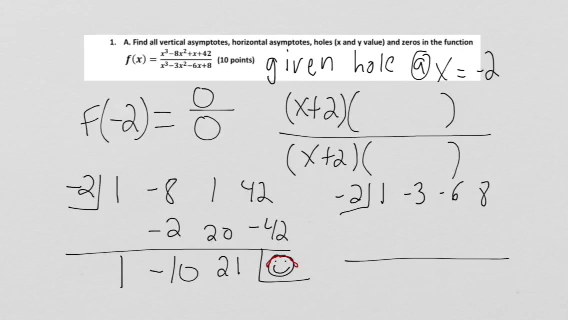 1. A. Find all vertical asymptotes, horizontal asymptotes, holes (x and y value) and zeros in the function
f(x) = (x³-8x²+x+42)/(x³-3x²-6x+8) (10 points)
given hole @ x = -2
F(-2) = 0/0
(x+2)( )
(x+2)( )
-2| 1 -8 1 42
-2 20 -42
1 -10 21
-2| 1 -3 -6 8